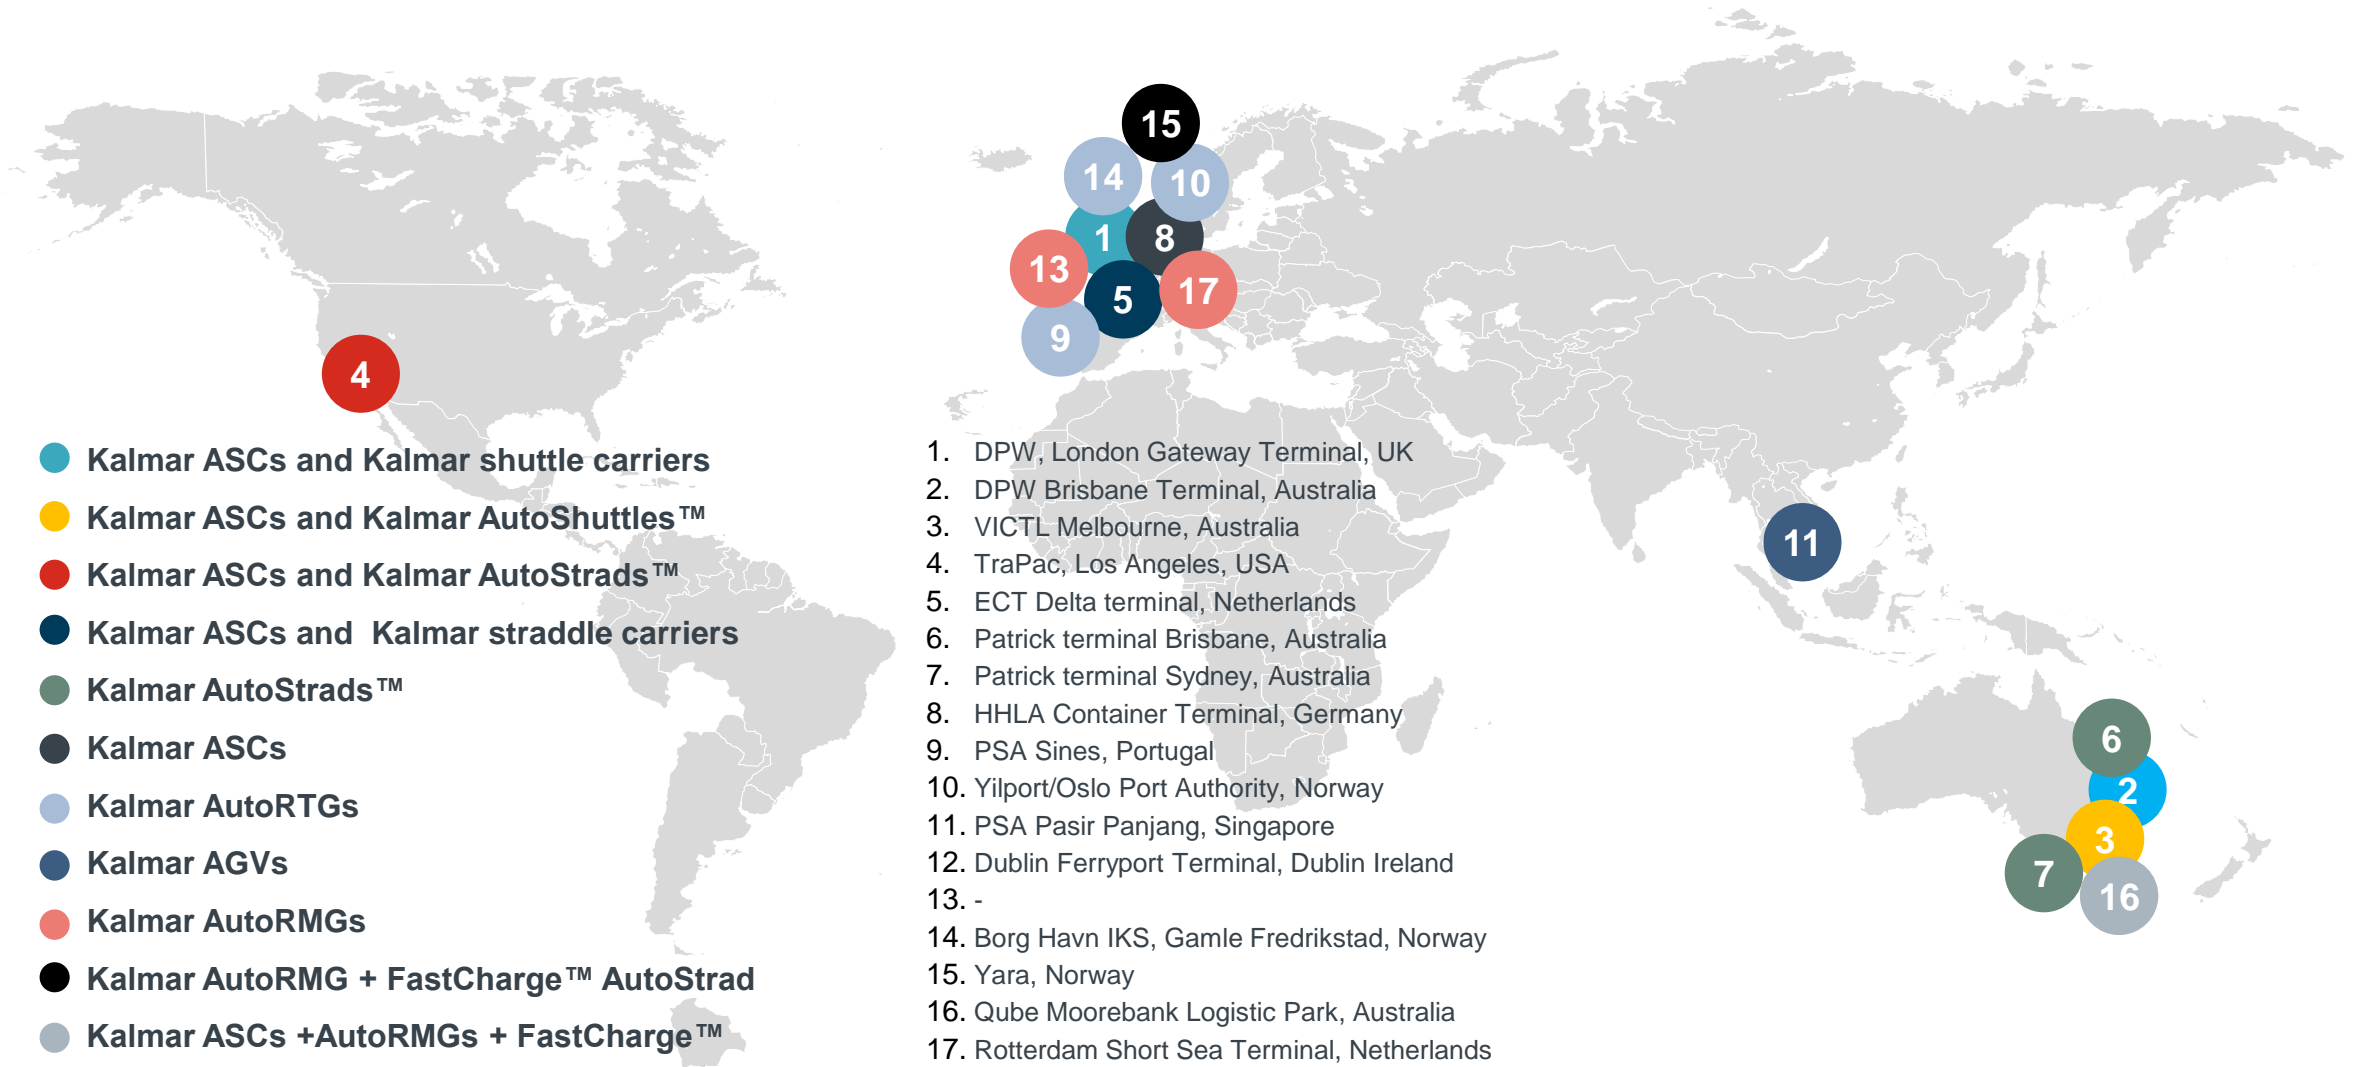 15
14
10
1
8
13
5
17
9
4
11
6
2
3
7
16
Kalmar ASCs and Kalmar shuttle carriers
Kalmar ASCs and Kalmar AutoShuttles™
Kalmar ASCs and Kalmar AutoStrads™
Kalmar ASCs and  Kalmar straddle carriers
Kalmar AutoStrads™
Kalmar ASCs
Kalmar AutoRTGs
Kalmar AGVs
Kalmar AutoRMGs
Kalmar AutoRMG + FastCharge™ AutoStrad
Kalmar ASCs +AutoRMGs + FastCharge™
1. DPW, London Gateway Terminal, UK
2. DPW Brisbane Terminal, Australia
3. VICTL Melbourne, Australia
4. TraPac, Los Angeles, USA
5. ECT Delta terminal, Netherlands
6. Patrick terminal Brisbane, Australia
7. Patrick terminal Sydney, Australia
8. HHLA Container Terminal, Germany
9. PSA Sines, Portugal
10. Yilport/Oslo Port Authority, Norway
11. PSA Pasir Panjang, Singapore
12. Dublin Ferryport Terminal, Dublin Ireland
13. -
14. Borg Havn IKS, Gamle Fredrikstad, Norway
15. Yara, Norway
16. Qube Moorebank Logistic Park, Australia
17. Rotterdam Short Sea Terminal, Netherlands